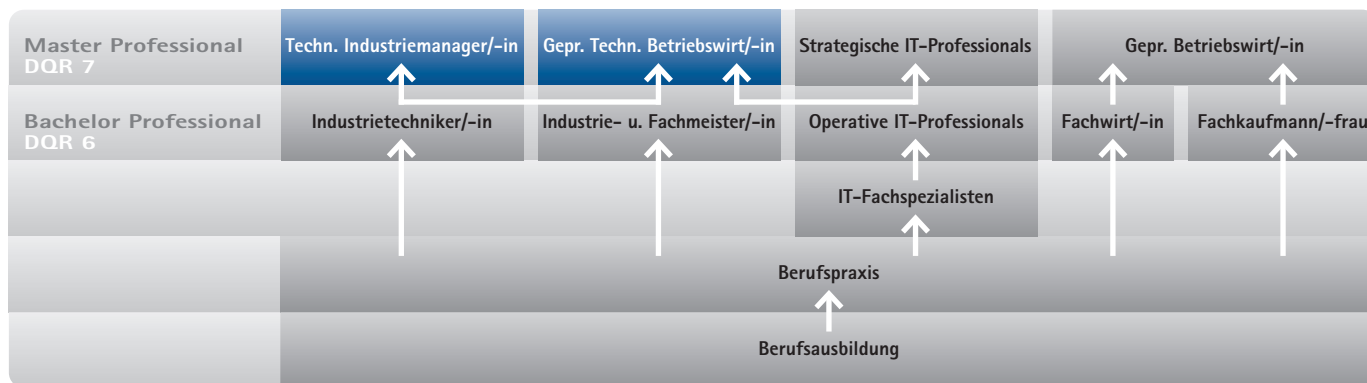 Master Professional
DQR 7
Techn. Industriemanager/-in
Gepr. Techn. Betriebswirt/-in
Strategische IT-Professionals
Gepr. Betriebswirt/-in
Bachelor Professional
DQR 6
Industrietechniker/-in
Industrie- u. Fachmeister/-in
Operative IT-Professionals
Fachwirt/-in
Fachkaufmann/-frau
IT-Fachspezialisten
Berufspraxis
Berufsausbildung